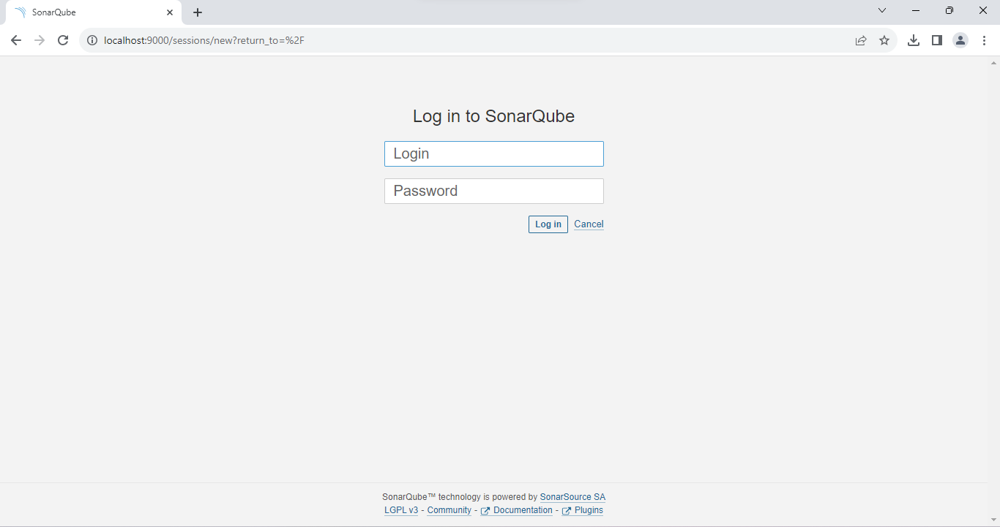 SonarQube
localhost:9000/sessions/new?return_to=%2F
Log in to SonarQube
Login
Password
Log in Cancel
SonarQube™ technology is powered by SonarSource SA
LGPL v3 - Community - Documentation - Plugins